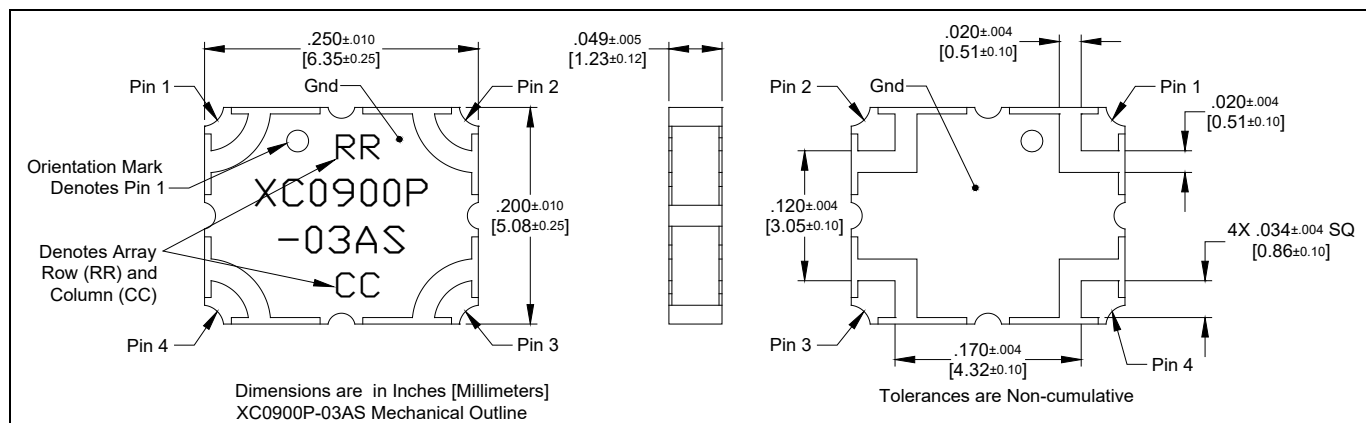 .250±.010
[6.35±0.25]
Pin 1
Gnd
Pin 2
Orientation Mark
Denotes Pin 1
RR
XC0900P
-03AS
CC
.200±.010
[5.08±0.25]
Denotes Array
Row (RR) and
Column (CC)
Pin 4
Pin 3
Dimensions are in Inches [Millimeters]
XC0900P-03AS Mechanical Outline
.049±.005
[1.23±0.12]
.020±.004
[0.51±0.10]
Pin 2
Gnd
Pin 1
.020±.004
[0.51±0.10]
.120±.004
[3.05±0.10]
4X .034±.004 SQ
[0.86±0.10]
Pin 3
.170±.004
[4.32±0.10]
Pin 4
Tolerances are Non-cumulative